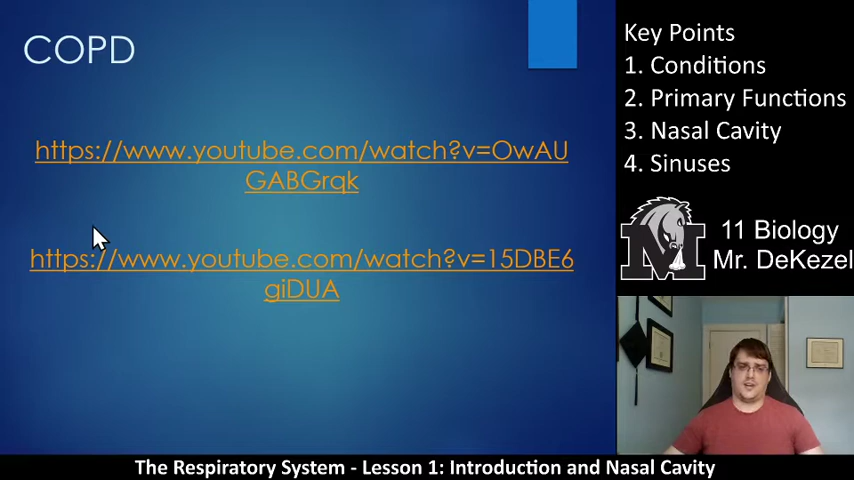 COPD
https://www.youtube.com/watch?v=OwAU
GABGrqk
https://www.youtube.com/watch?v=15DBE6
giDUA
Key Points
1. Conditions
2. Primary Functions
3. Nasal Cavity
4. Sinuses
M
11 Biology
Mr. DeKezel
The Respiratory System - Lesson 1: Introduction and Nasal Cavity